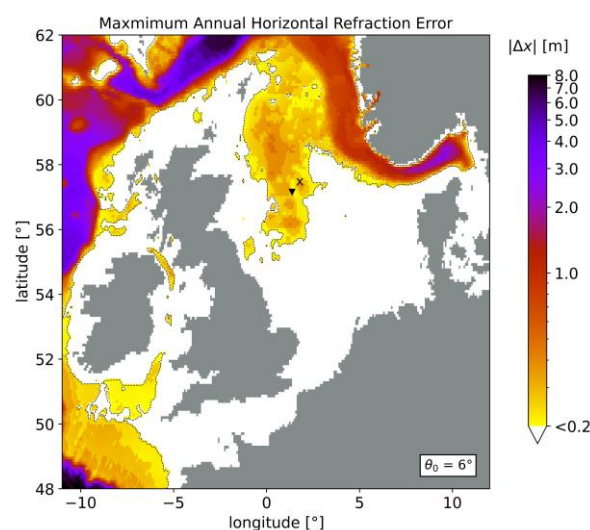 Maxmimum Annual Horizontal Refraction Error
|Δx| [m]
62
60
58
56
54
52
50
48
latitude [°]
x
8.0
7.0
6.0
5.0
4.0
3.0
2.0
1.0
<0.2
θ₀ = 6°
−10 −5 0 5 10
longitude [°]